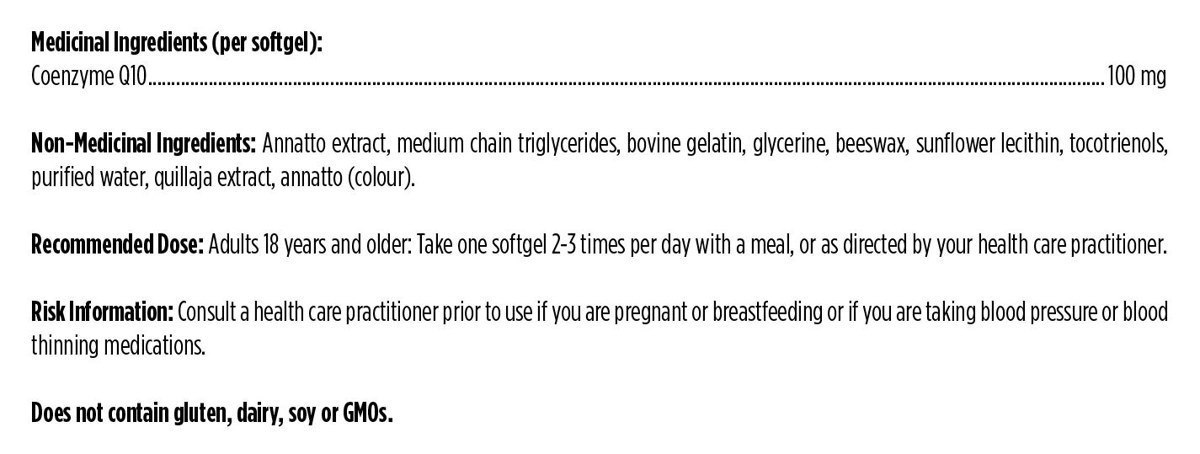 Medicinal Ingredients (per softgel):
Coenzyme Q10........................................................................................................................................................................................................................ 100 mg
Non-Medicinal Ingredients: Annatto extract, medium chain triglycerides, bovine gelatin, glycerine, beeswax, sunflower lecithin, tocotrienols,
purified water, quillaja extract, annatto (colour).
Recommended Dose: Adults 18 years and older: Take one softgel 2-3 times per day with a meal, or as directed by your health care practitioner.
Risk Information: Consult a health care practitioner prior to use if you are pregnant or breastfeeding or if you are taking blood pressure or blood
thinning medications.
Does not contain gluten, dairy, soy or GMOs.